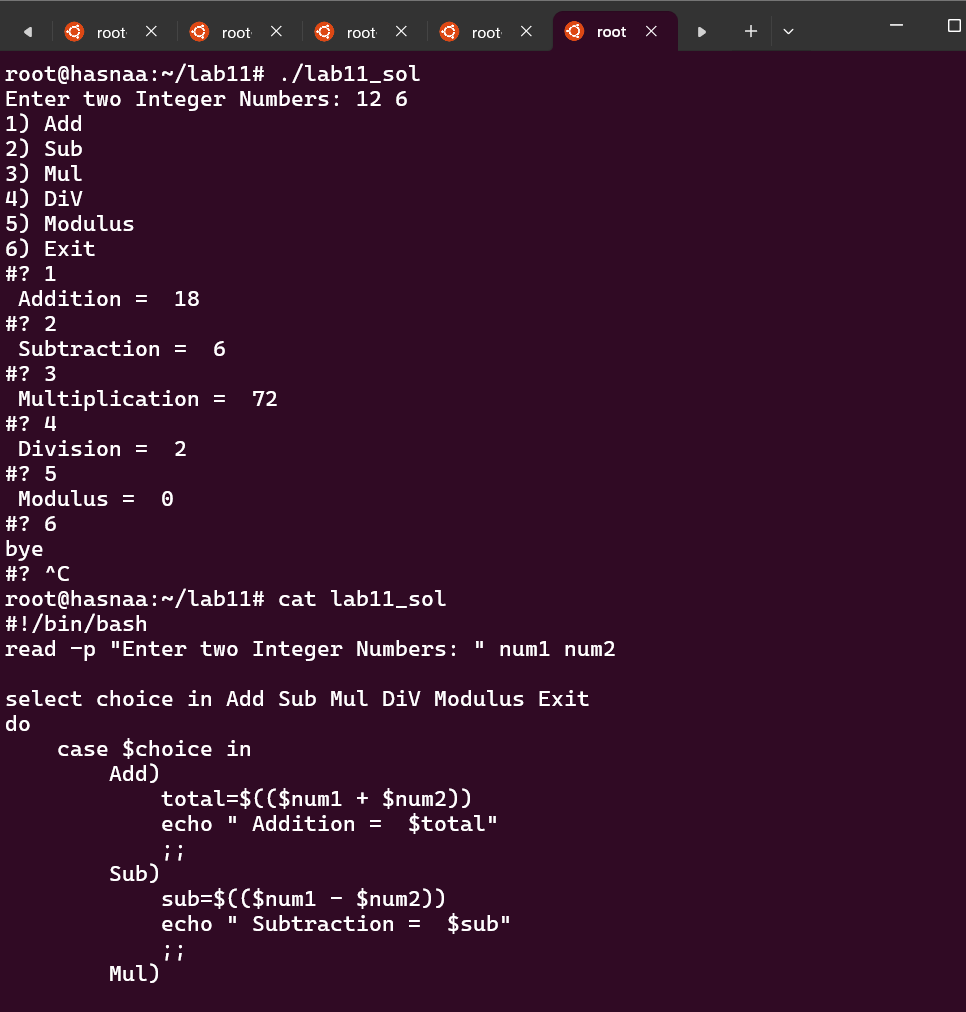 root root root root root
root@hasnaa:~/lab11# ./lab11_sol
Enter two Integer Numbers: 12 6
1) Add
2) Sub
3) Mul
4) DiV
5) Modulus
6) Exit
#? 1
 Addition =  18
#? 2
 Subtraction =  6
#? 3
 Multiplication =  72
#? 4
 Division =  2
#? 5
 Modulus =  0
#? 6
bye
#? ^C
root@hasnaa:~/lab11# cat lab11_sol
#!/bin/bash
read -p "Enter two Integer Numbers: " num1 num2

select choice in Add Sub Mul DiV Modulus Exit
do
    case $choice in
        Add)
            total=$(($num1 + $num2))
            echo " Addition =  $total"
            ;;
        Sub)
            sub=$(($num1 - $num2))
            echo " Subtraction =  $sub"
            ;;
        Mul)